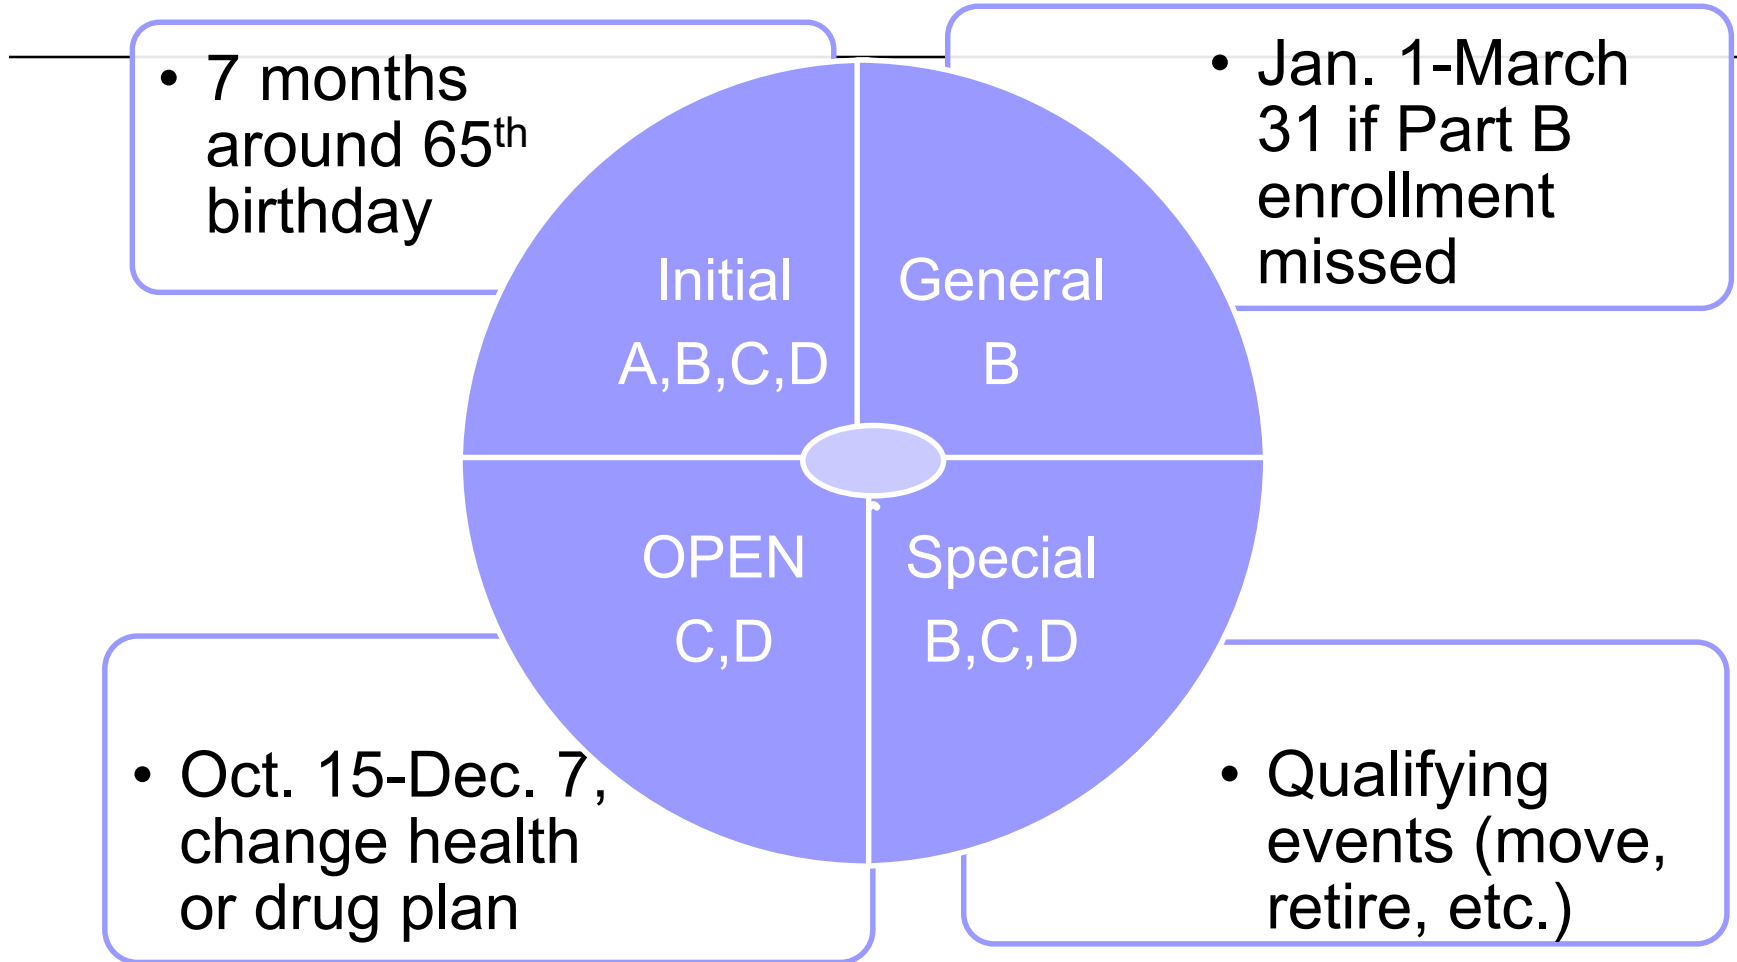 • 7 months
around 65th
birthday
• Jan. 1-March
31 if Part B
enrollment
missed
Initial
A,B,C,D
General
B
OPEN
C,D
Special
B,C,D
• Oct. 15-Dec. 7,
change health
or drug plan
• Qualifying
events (move,
retire, etc.)